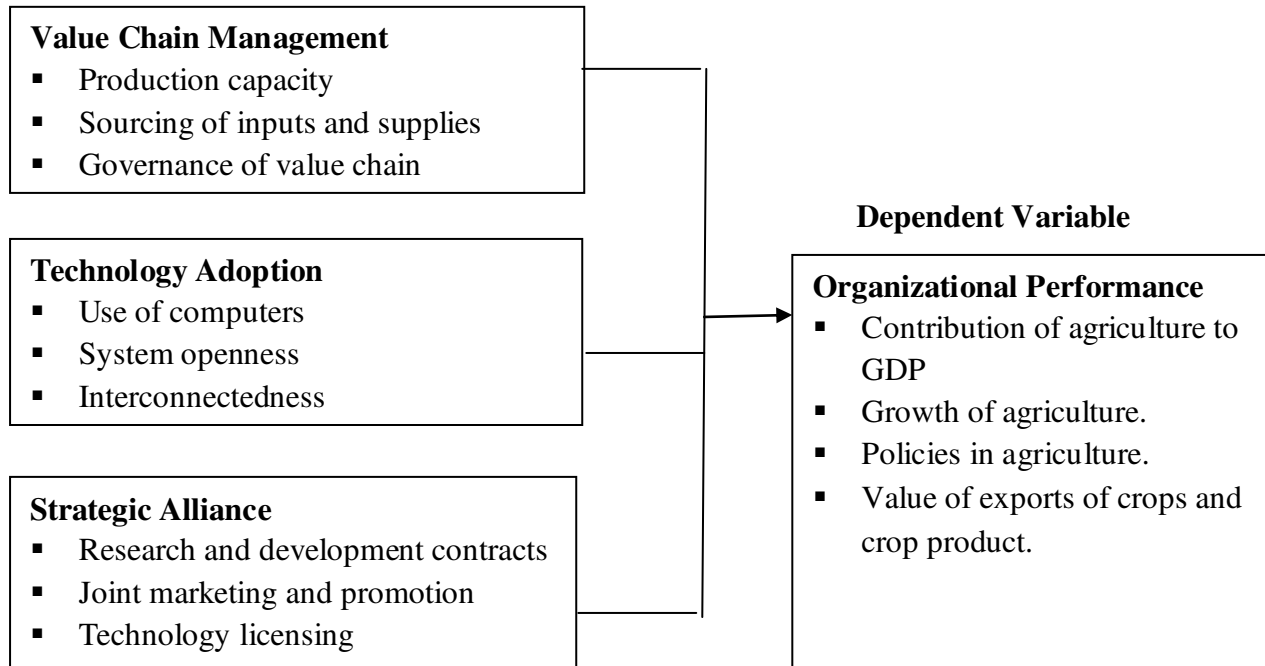 Value Chain Management
▪ Production capacity
▪ Sourcing of inputs and supplies
▪ Governance of value chain
Technology Adoption
▪ Use of computers
▪ System openness
▪ Interconnectedness
Strategic Alliance
▪ Research and development contracts
▪ Joint marketing and promotion
▪ Technology licensing
Dependent Variable
Organizational Performance
▪ Contribution of agriculture to
GDP
▪ Growth of agriculture.
▪ Policies in agriculture.
▪ Value of exports of crops and
crop product.